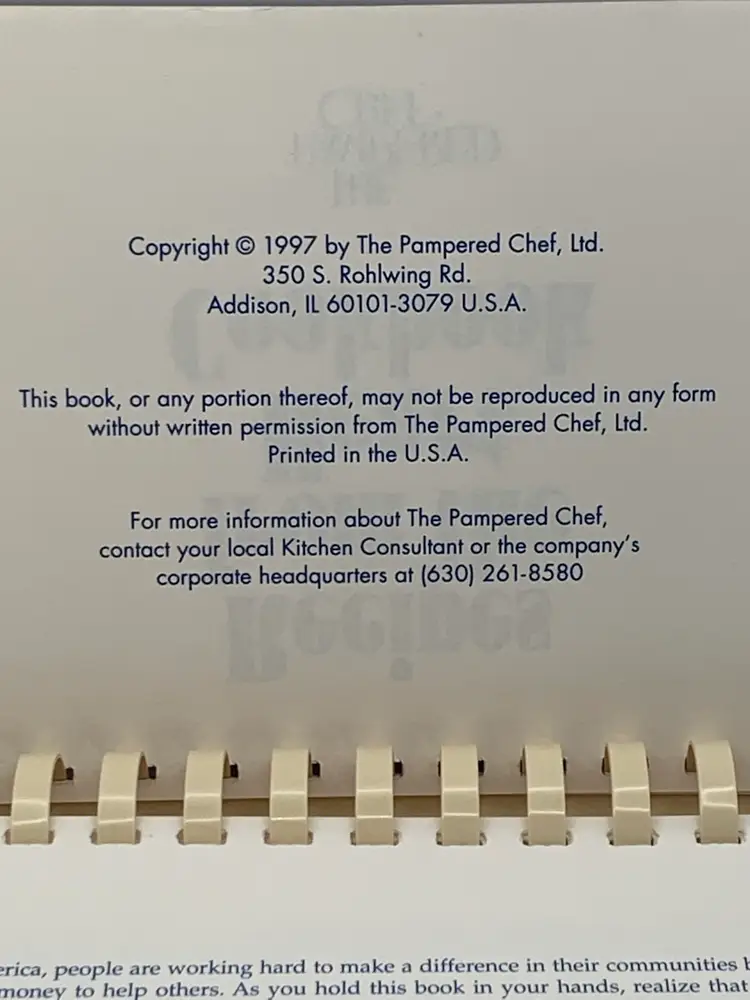 Copyright © 1997 by The Pampered Chef, Ltd.
350 S. Rohlwing Rd.
Addison, IL 60101-3079 U.S.A.
This book, or any portion thereof, may not be reproduced in any form
without written permission from The Pampered Chef, Ltd.
Printed in the U.S.A.
For more information about The Pampered Chef,
contact your local Kitchen Consultant or the company's
corporate headquarters at (630) 261-8580
erica, people are working hard to make a difference in their communities b
money to help others. As you hold this book in your hands, realize that